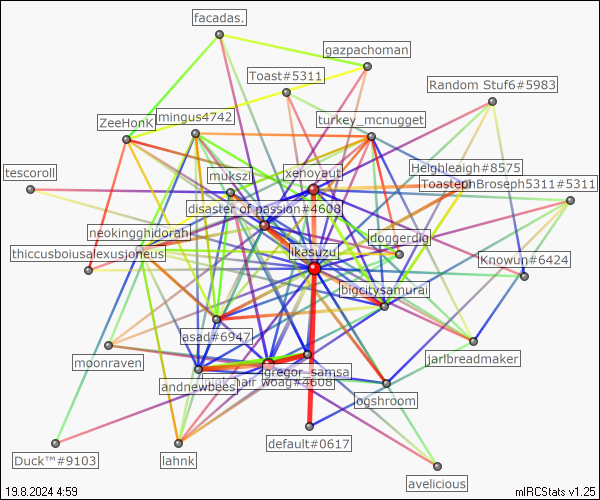 facadas.
gazpachoman
Toast#5311
Random Stuf6#5983
mingus4742
turkey_mcnugget
ZeeHonK
Heighleigh#8575
tescoroll
mukszi
xenoyaut
ToastephBroseph5311#5311
disaster of passion#4608
neokingghidorah
doggerdig
thiccusboiusalexusjoneus
ikasuzu
Knowun#6424
bigcitysamurai
asad#6947
moonraven
jarlbreadmaker
gregor_samsa
andnewbees
hair woag#4608
ogshroom
default#0617
Duck™#9103
lahnk
avelicious
19.8.2024 4:59
mIRCStats v1.25